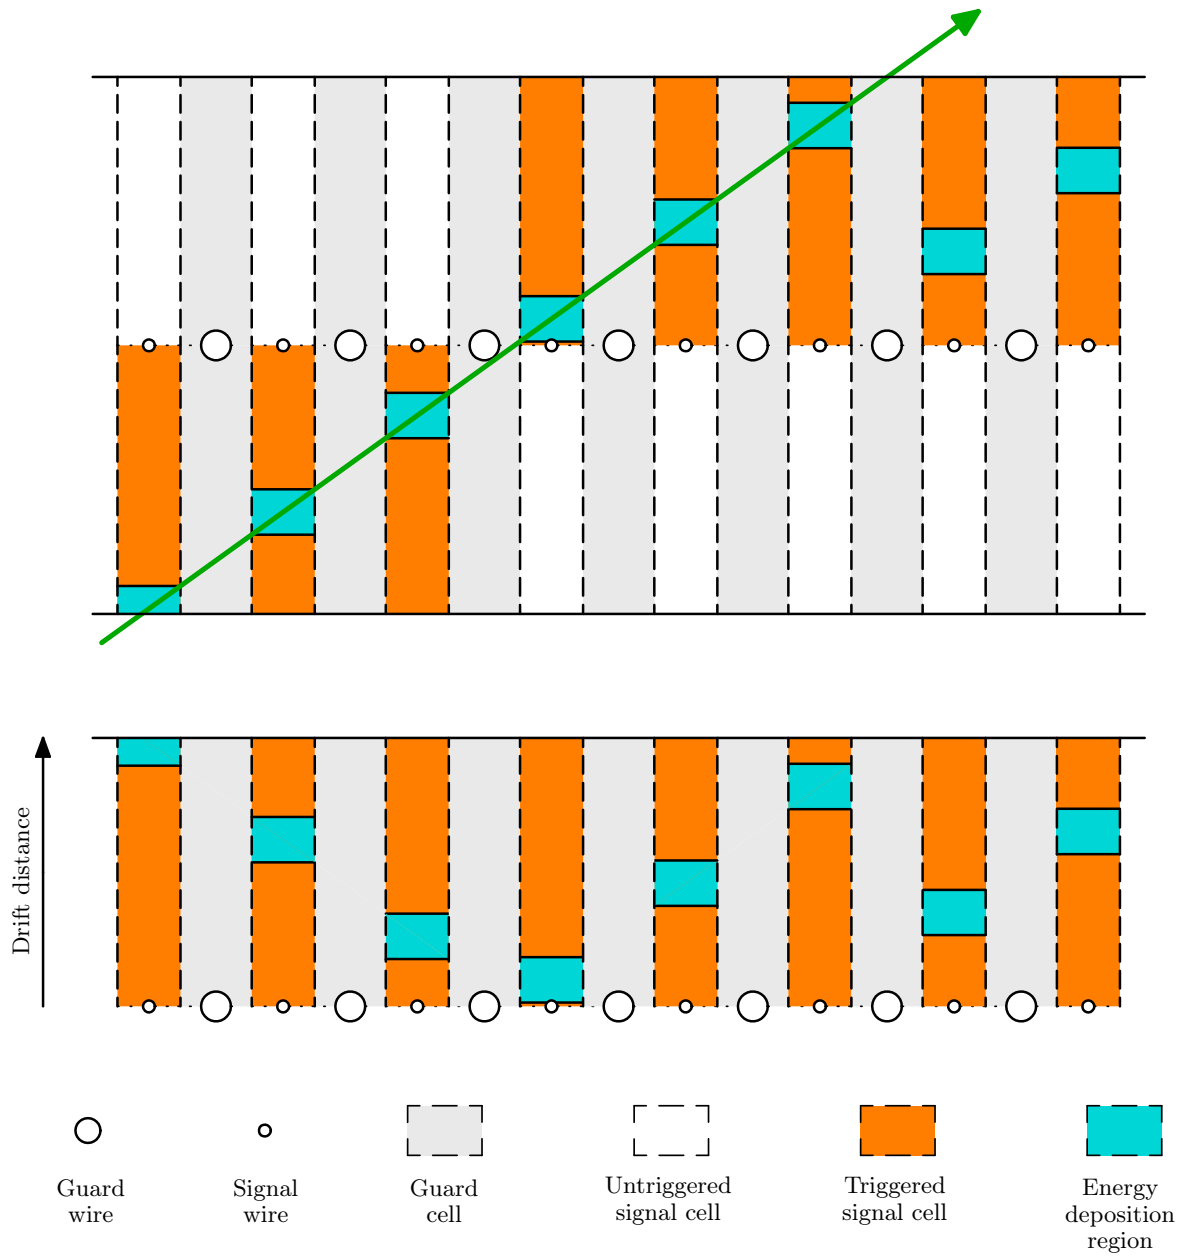 Drift distance
Guard
wire
Signal
wire
Guard
cell
Untriggered
signal cell
Triggered
signal cell
Energy
deposition
region